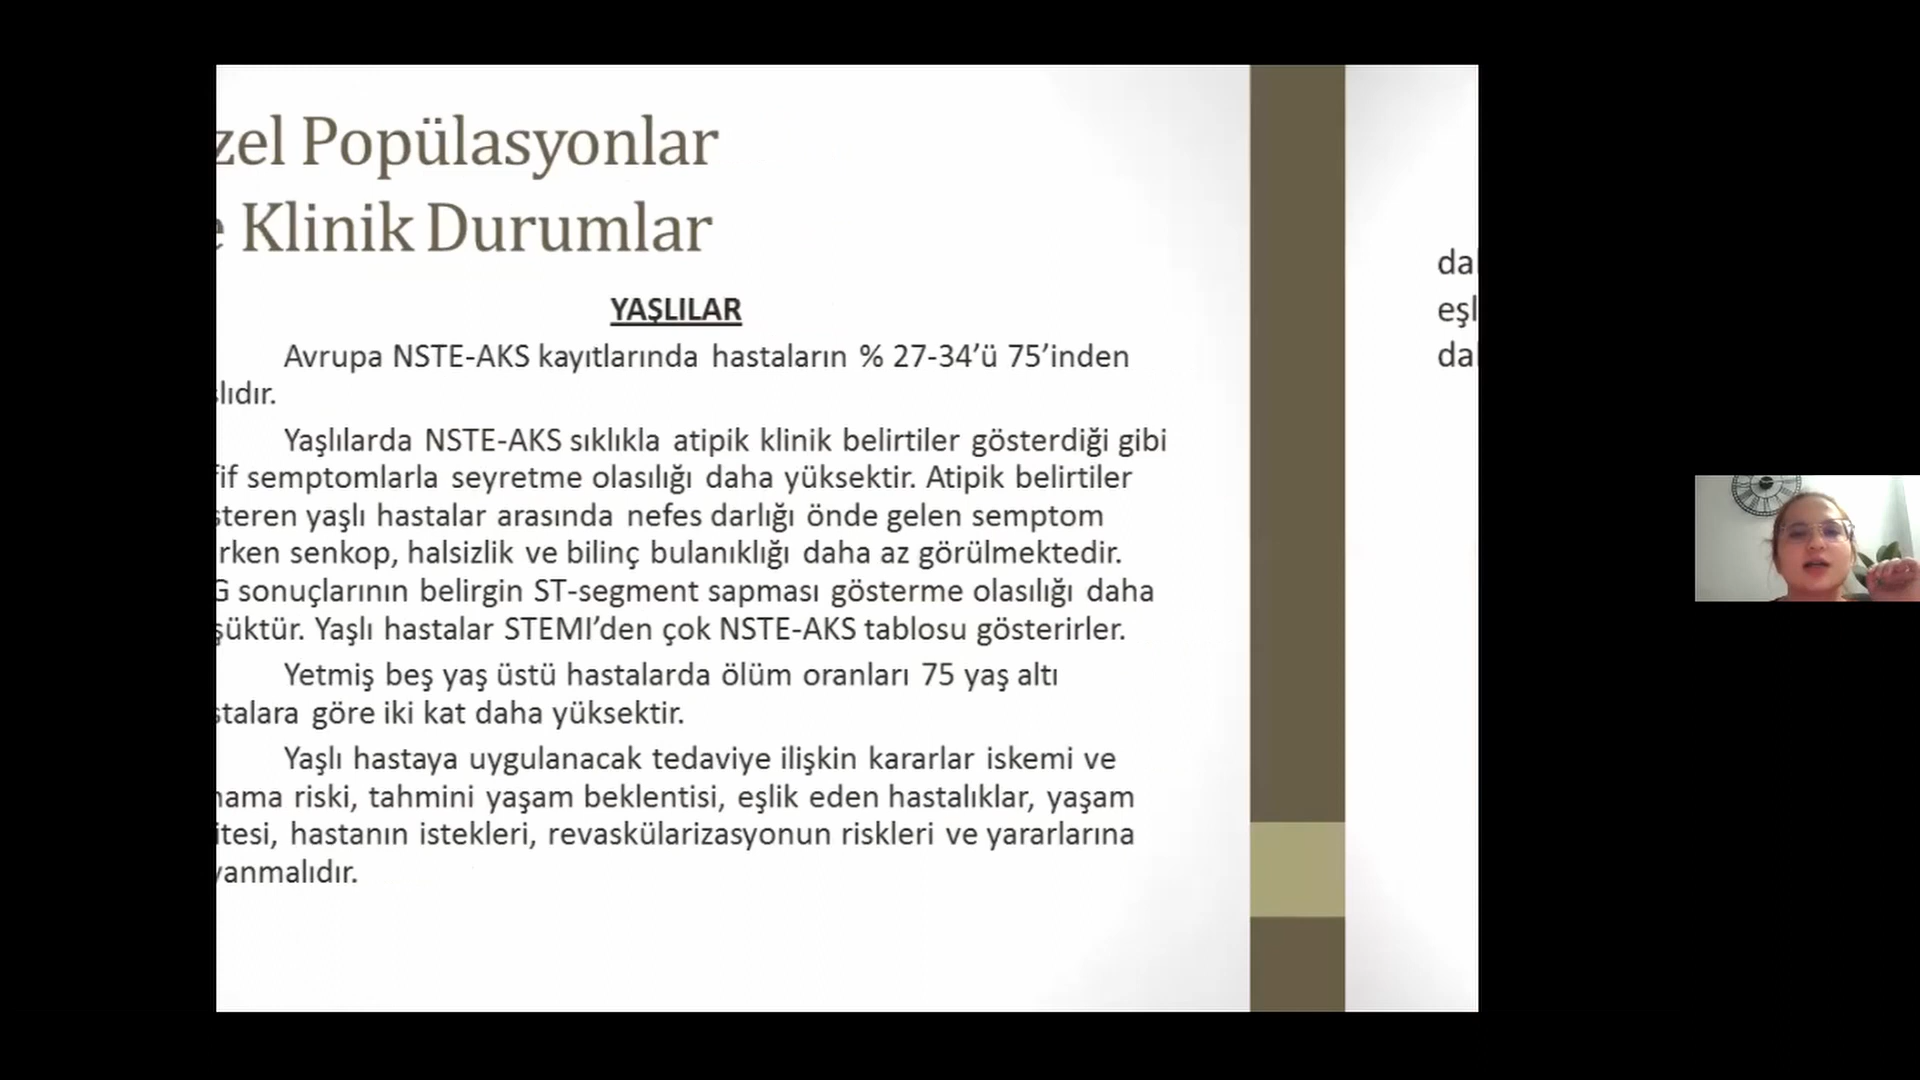 zel Popülasyonlar
e Klinik Durumlar
YAŞLILAR
Avrupa NSTE-AKS kayıtlarında hastaların % 27-34’ü 75’inden
şlıdır.
Yaşlılarda NSTE-AKS sıklıkla atipik klinik belirtiler gösterdiği gibi
fif semptomlarla seyretme olasılığı daha yüksektir. Atipik belirtiler
steren yaşlı hastalar arasında nefes darlığı önde gelen semptom
rken senkop, halsizlik ve bilinç bulanıklığı daha az görülmektedir.
G sonuçlarının belirgin ST-segment sapması gösterme olasılığı daha
şüktür. Yaşlı hastalar STEMI’den çok NSTE-AKS tablosu gösterirler.
Yetmiş beş yaş üstü hastalarda ölüm oranları 75 yaş altı
stalara göre iki kat daha yüksektir.
Yaşlı hastaya uygulanacak tedaviye ilişkin kararlar iskemi ve
nama riski, tahmini yaşam beklentisi, eşlik eden hastalıklar, yaşam
itesi, hastanın istekleri, revaskülarizasyonun riskleri ve yararlarına
yanmalıdır.
da
eşl
da